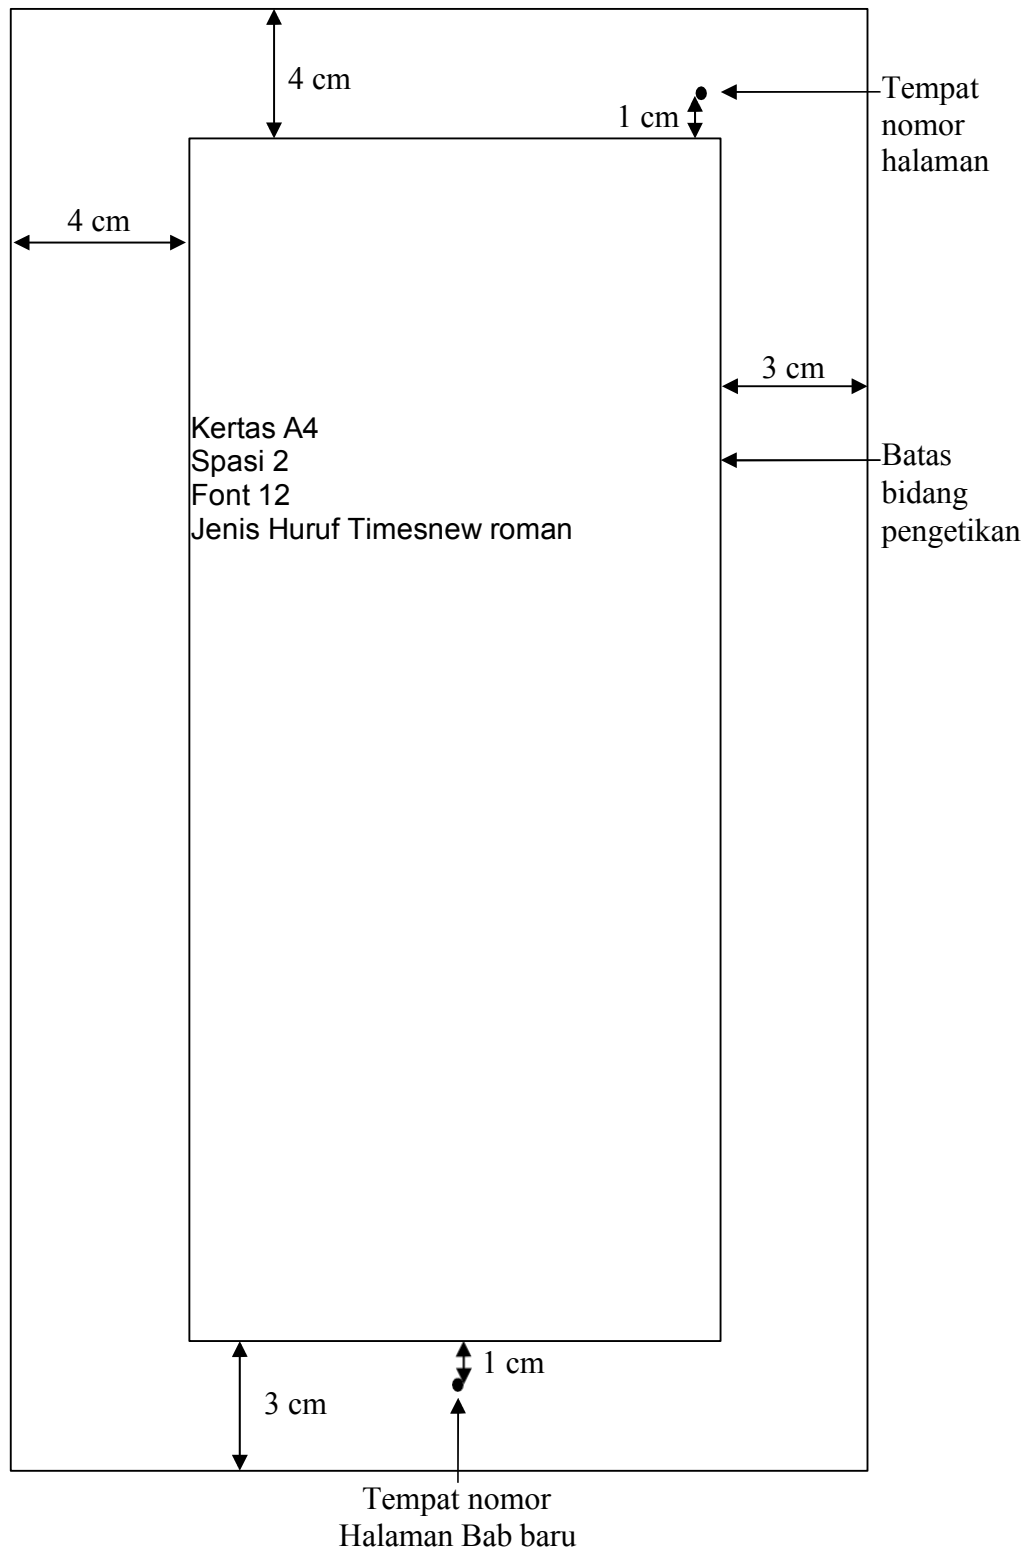 4 cm
1 cm
Tempat
nomor
halaman
4 cm
3 cm
Kertas A4
Spasi 2
Font 12
Jenis Huruf Timesnew roman
Batas
bidang
pengetikan
1 cm
3 cm
Tempat nomor
Halaman Bab baru